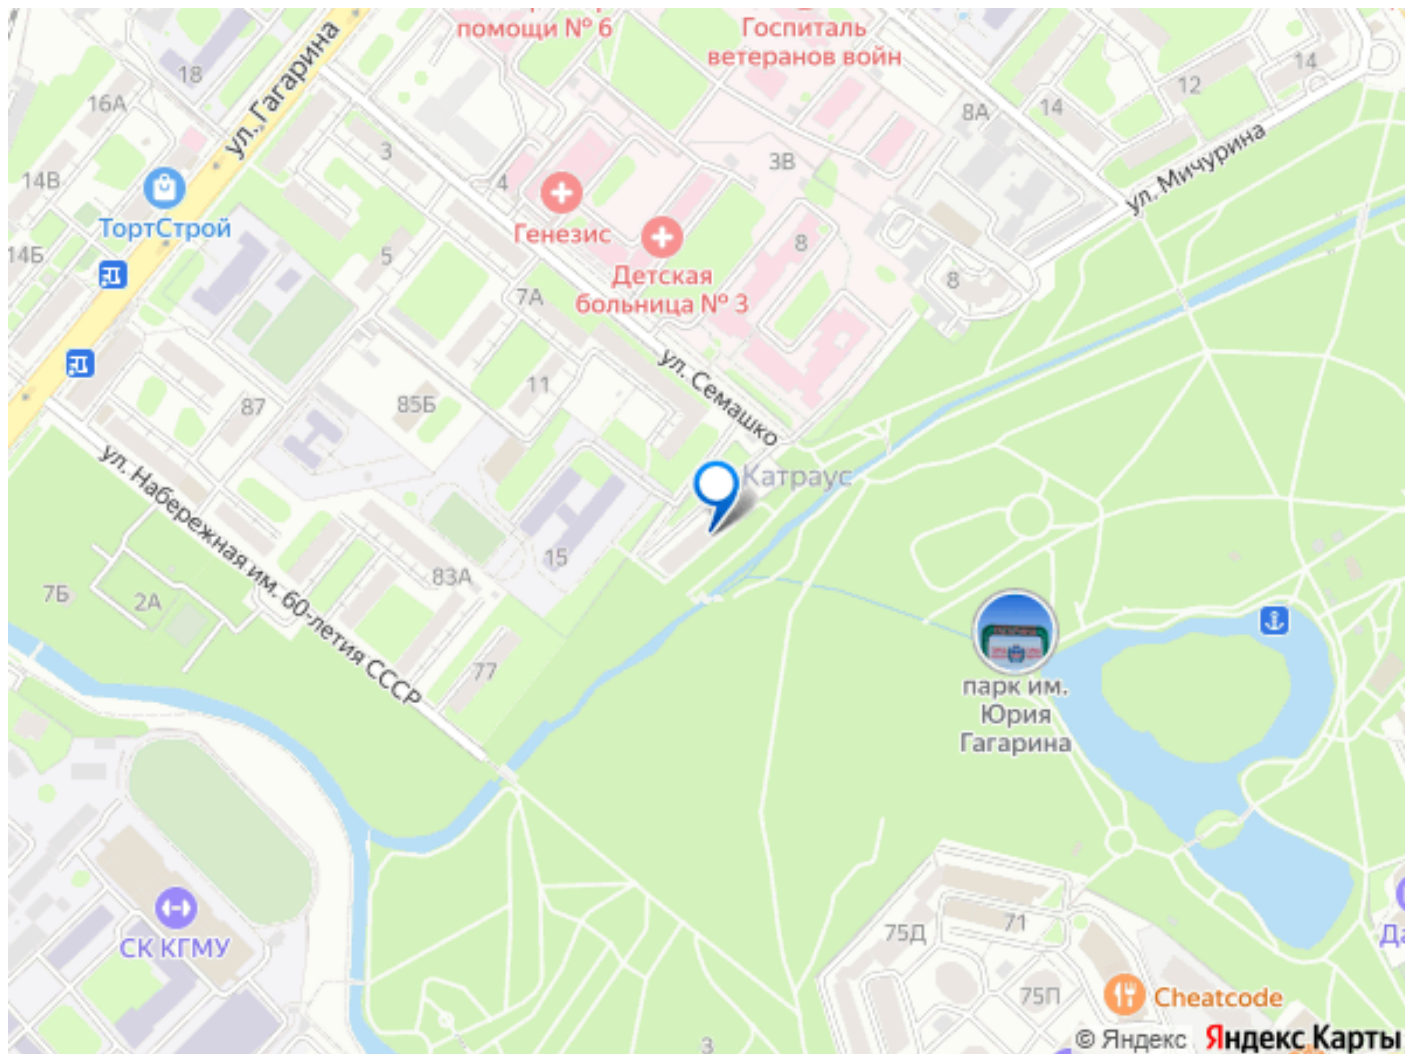 помощи № 6
Госпиталь
ветеранов войн
18
16А
ул. Гагарина
14
12
14
8А
3
3В
4
14В
ТортСтрой
Генезис
Детская
больница № 3
8
ул. Мичурина
14Б
5
7А
8
ул. Семашко
11
85Б
87
Катраус
ул. Набережная им. 60-летия СССР
15
83А
7Б
2А
77
парк им.
Юрия
Гагарина
СК КГМУ
75Д
71
75П
Cheatcode
3
© Яндекс Яндекс Карты